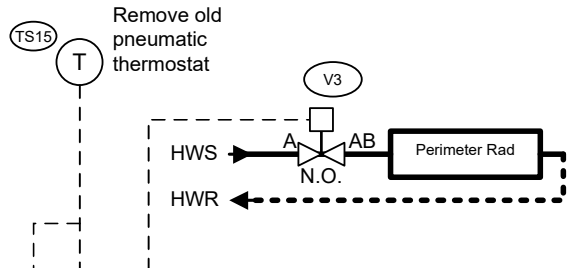 Remove old
pneumatic
thermostat
TS15
T
V3
A
AB
HWS
Perimeter Rad
N.O.
HWR